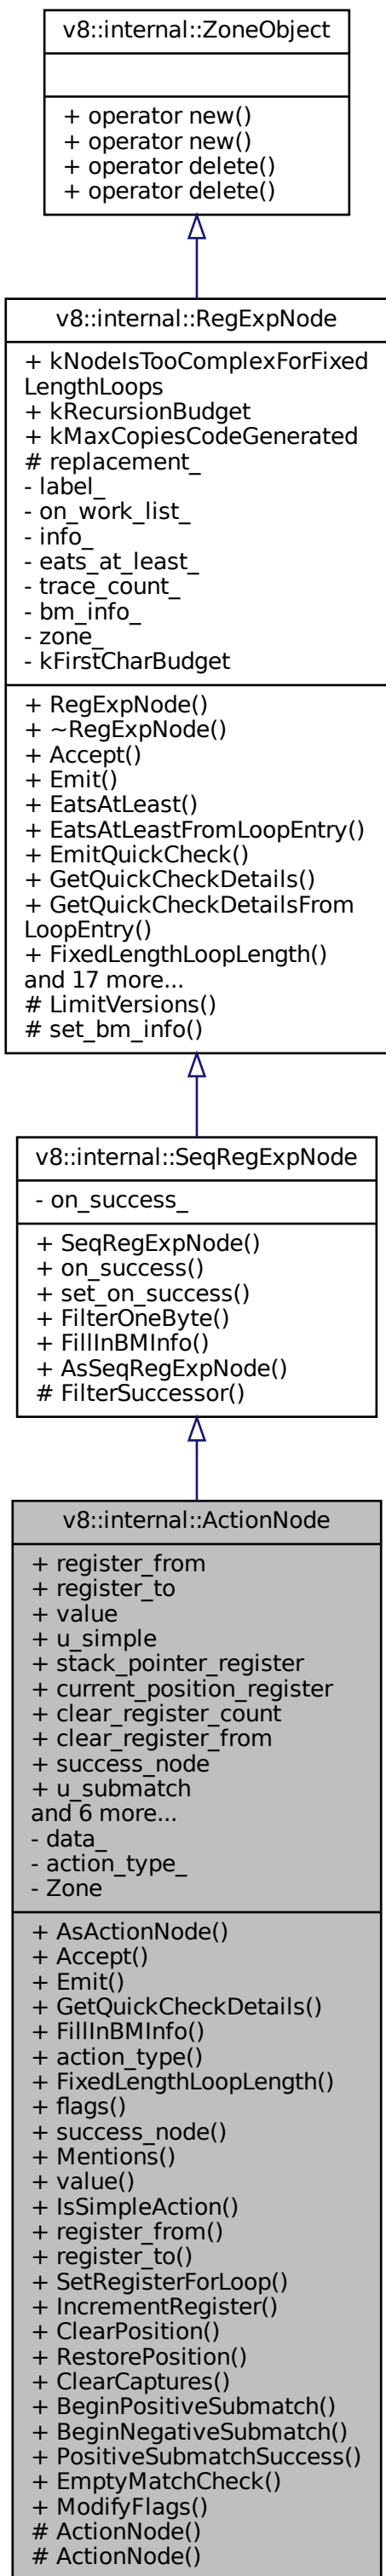 v8::internal::ZoneObject
+ operator new()
+ operator new()
+ operator delete()
+ operator delete()
v8::internal::RegExpNode
+ kNodeIsTooComplexForFixed
LengthLoops
+ kRecursionBudget
+ kMaxCopiesCodeGenerated
# replacement_
- label_
- on_work_list_
- info_
- eats_at_least_
- trace_count_
- bm_info_
- zone_
- kFirstCharBudget
+ RegExpNode()
+ ~RegExpNode()
+ Accept()
+ Emit()
+ EatsAtLeast()
+ EatsAtLeastFromLoopEntry()
+ EmitQuickCheck()
+ GetQuickCheckDetails()
+ GetQuickCheckDetailsFrom
LoopEntry()
+ FixedLengthLoopLength()
and 17 more...
# LimitVersions()
# set_bm_info()
v8::internal::SeqRegExpNode
- on_success_
+ SeqRegExpNode()
+ on_success()
+ set_on_success()
+ FilterOneByte()
+ FillInBMInfo()
+ AsSeqRegExpNode()
# FilterSuccessor()
v8::internal::ActionNode
+ register_from
+ register_to
+ value
+ u_simple
+ stack_pointer_register
+ current_position_register
+ clear_register_count
+ clear_register_from
+ success_node
+ u_submatch
and 6 more...
- data_
- action_type_
- Zone
+ AsActionNode()
+ Accept()
+ Emit()
+ GetQuickCheckDetails()
+ FillInBMInfo()
+ action_type()
+ FixedLengthLoopLength()
+ flags()
+ success_node()
+ Mentions()
+ value()
+ IsSimpleAction()
+ register_from()
+ register_to()
+ SetRegisterForLoop()
+ IncrementRegister()
+ ClearPosition()
+ RestorePosition()
+ ClearCaptures()
+ BeginPositiveSubmatch()
+ BeginNegativeSubmatch()
+ PositiveSubmatchSuccess()
+ EmptyMatchCheck()
+ ModifyFlags()
# ActionNode()
# ActionNode()